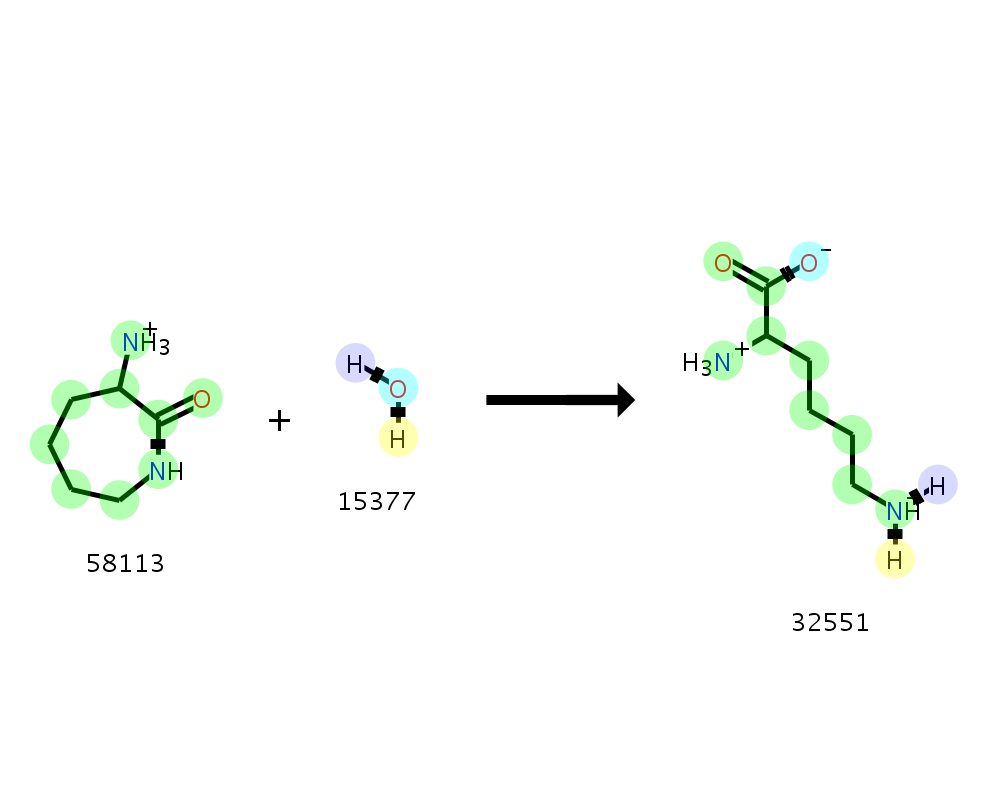 O O−
NH3+ H H3N+
O O
+
NH H H
NH+
15377 H
58113
32551